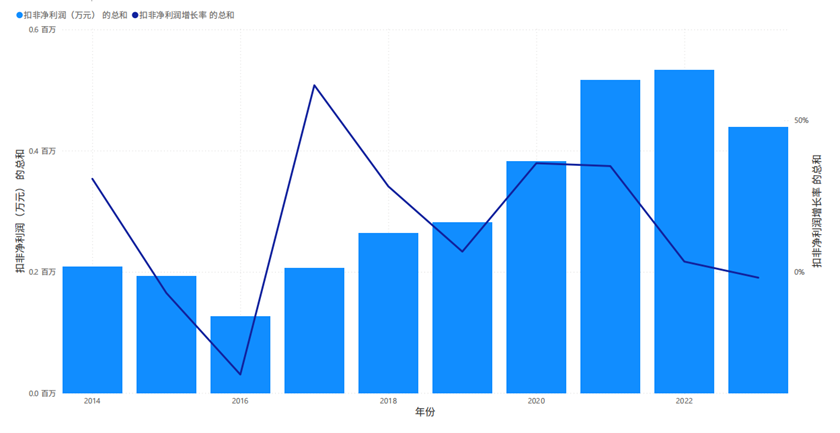 扣非净利润（万元） 的总和 扣非净利润增长率 的总和
0.6 百万
0.4 百万
0.2 百万
0.0 百万
扣非净利润（万元） 的总和
50%
0%
扣非净利润增长率 的总和
2014 2016 2018 2020 2022
年份